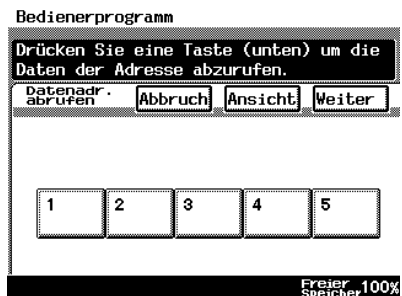 Bedienerprogramm
Drücken Sie eine Taste (unten) um die
Daten der Adresse abzurufen.
Datenadr.
abrufen
Abbruch Ansicht Weiter
1 2 3 4 5
Freier
Speicher 100%